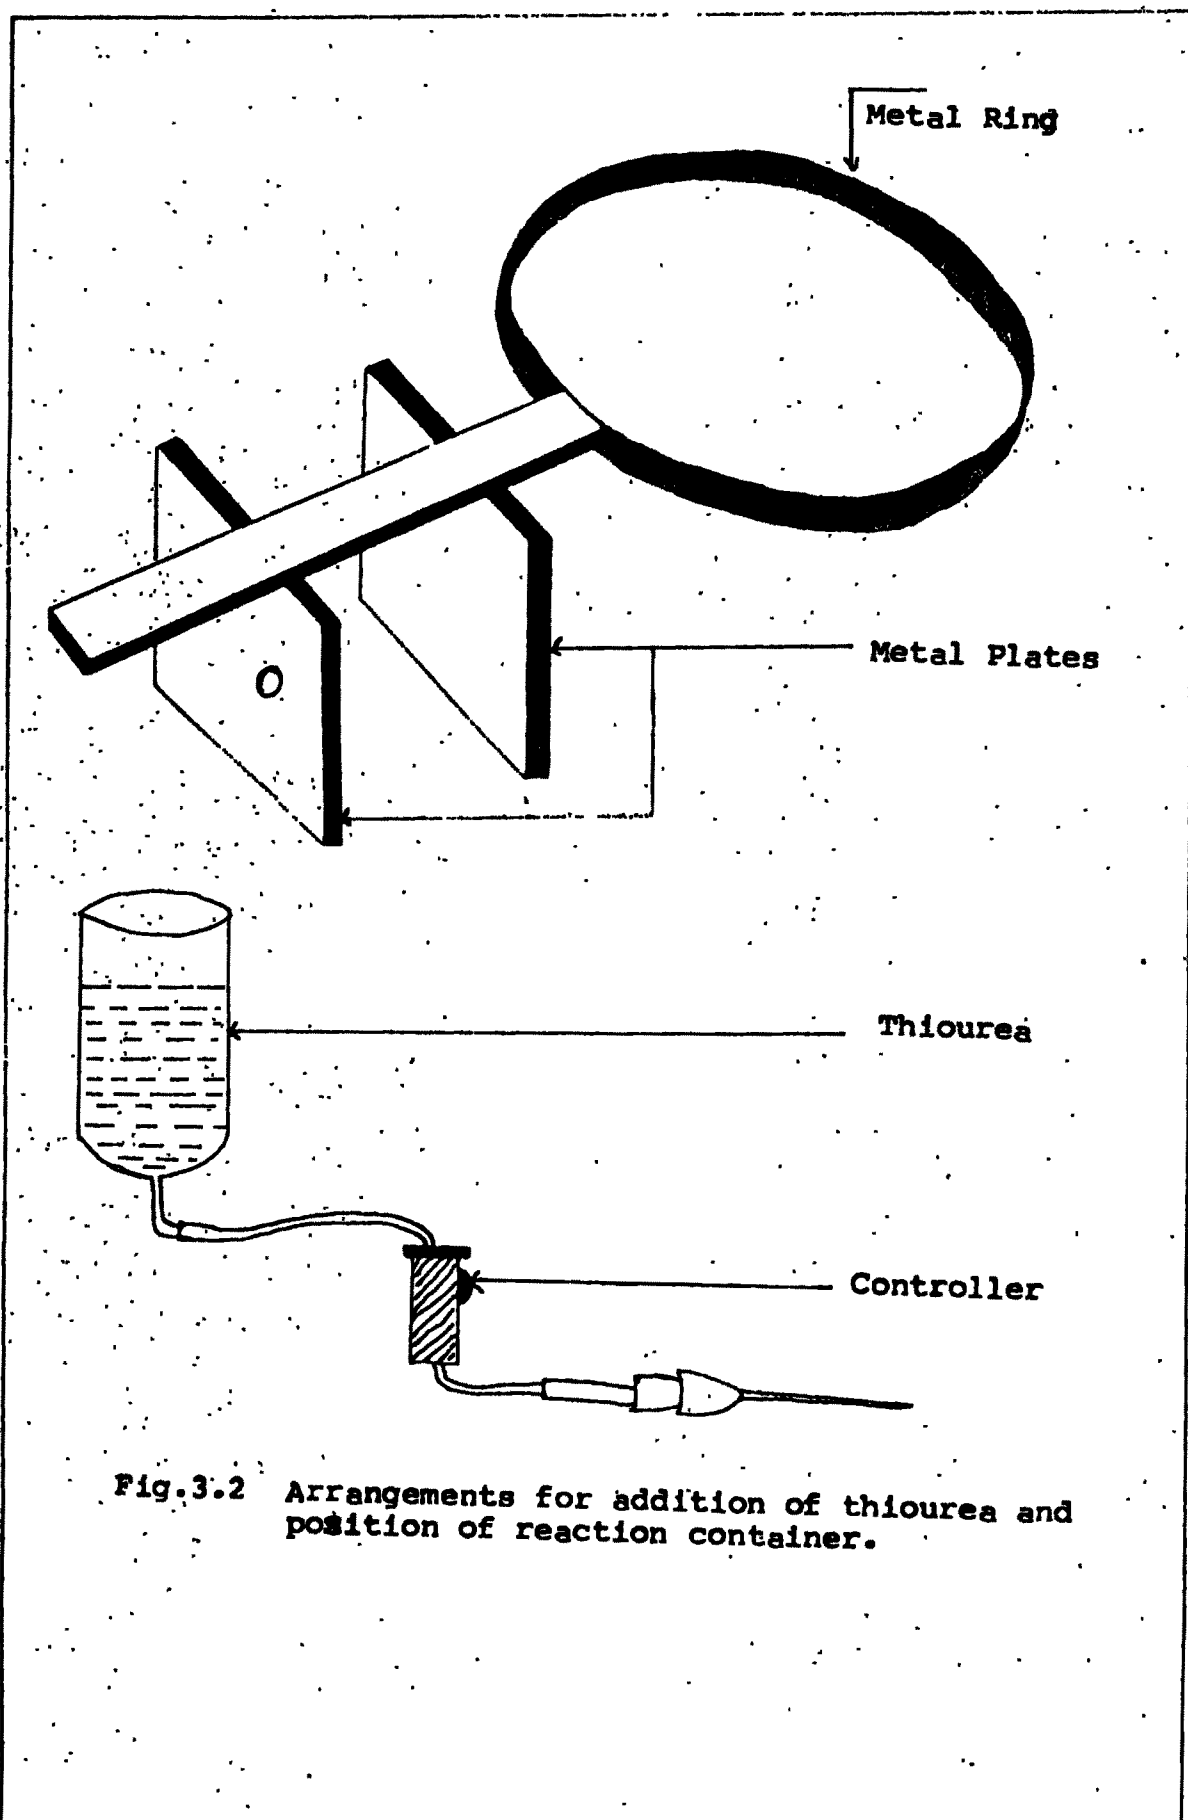 Metal Ring
Metal Plates
O
Thiourea
Controller
Fig.3.2 Arrangements for addition of thiourea and
position of reaction container.